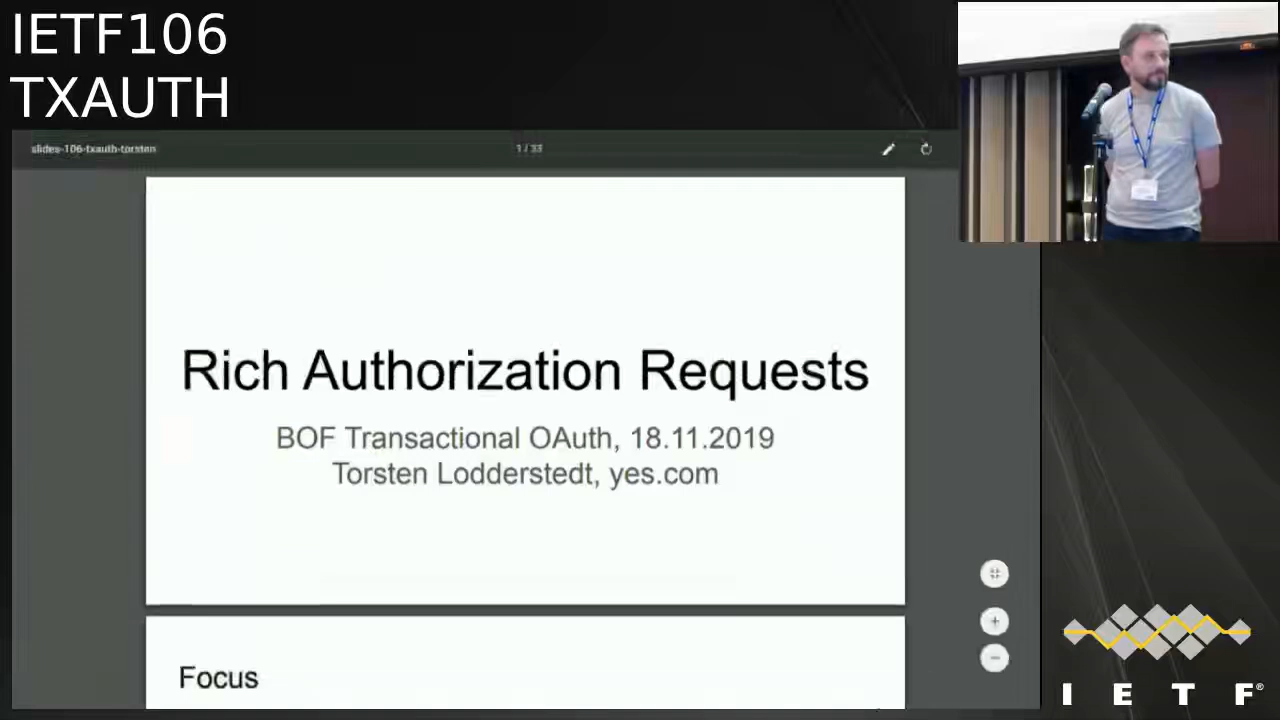 IETF106
TXAUTH
slides-106-txauth-torsten
1 / 33
Rich Authorization Requests
BOF Transactional OAuth, 18.11.2019
Torsten Lodderstedt, yes.com
Focus
I E T F®